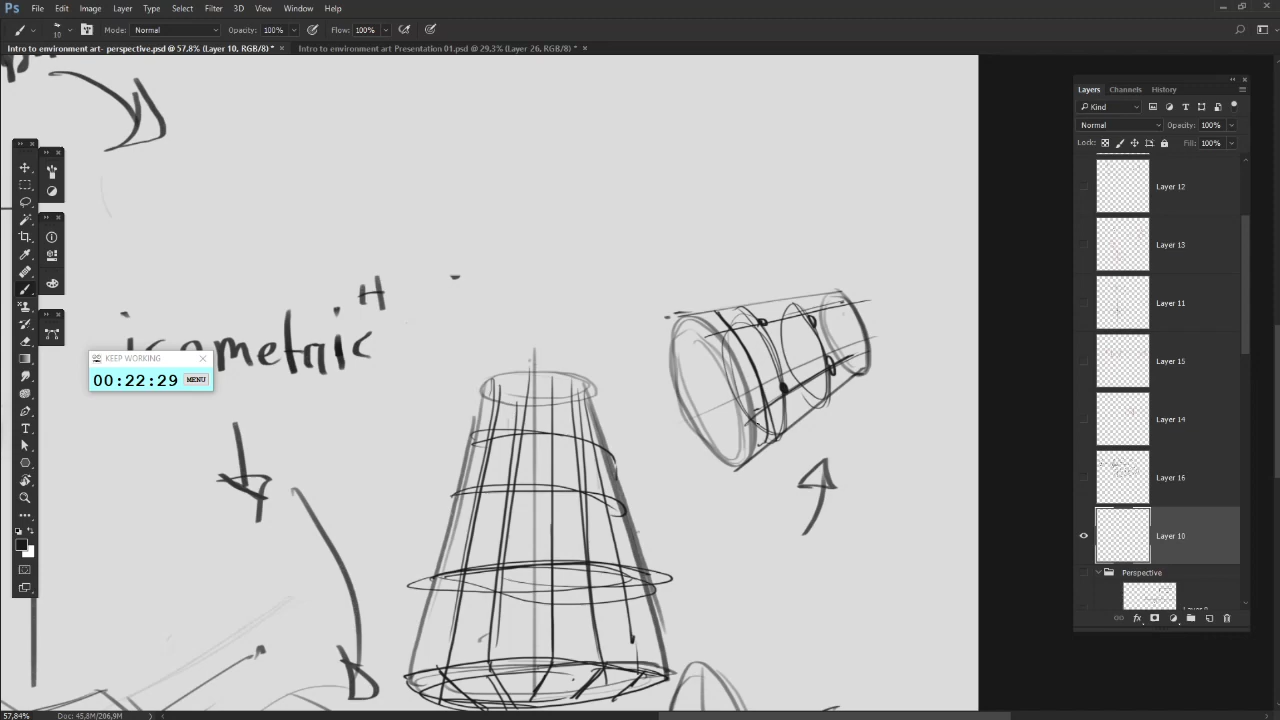 Ps File Edit Image Layer Type Select Filter 3D View Window Help
10 Mode: Normal Opacity: 100% Flow: 100%
Intro to environment art- perspective.psd @ 57,8% (Layer 10, RGB/8) * × Intro to environment art Presentation 01.psd @ 29,3% (Layer 26, RGB/8) * ×
Layers Channels History
Kind
Normal Opacity: 100%
Lock: Fill: 100%
Layer 12
Layer 13
Layer 11
Layer 15
Layer 14
Layer 16
Layer 10
Perspective
H
isometric
KEEP WORKING
00:22:29 MENU
57,84% Doc: 45,8M/206,9M